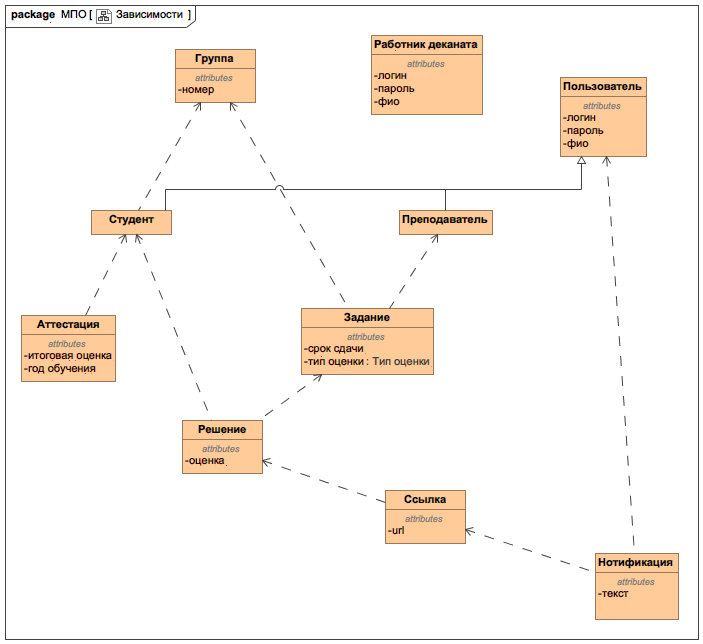 package МПО [ Зависимости ]
Группа
attributes
-номер
Работник деканата
attributes
-логин
-пароль
-фио
Пользователь
attributes
-логин
-пароль
-фио
Студент
Преподаватель
Аттестация
attributes
-итоговая оценка
-год обучения
Задание
attributes
-срок сдачи
-тип оценки : Тип оценки
Решение
attributes
-оценка
Ссылка
attributes
-url
Нотификация
attributes
-текст